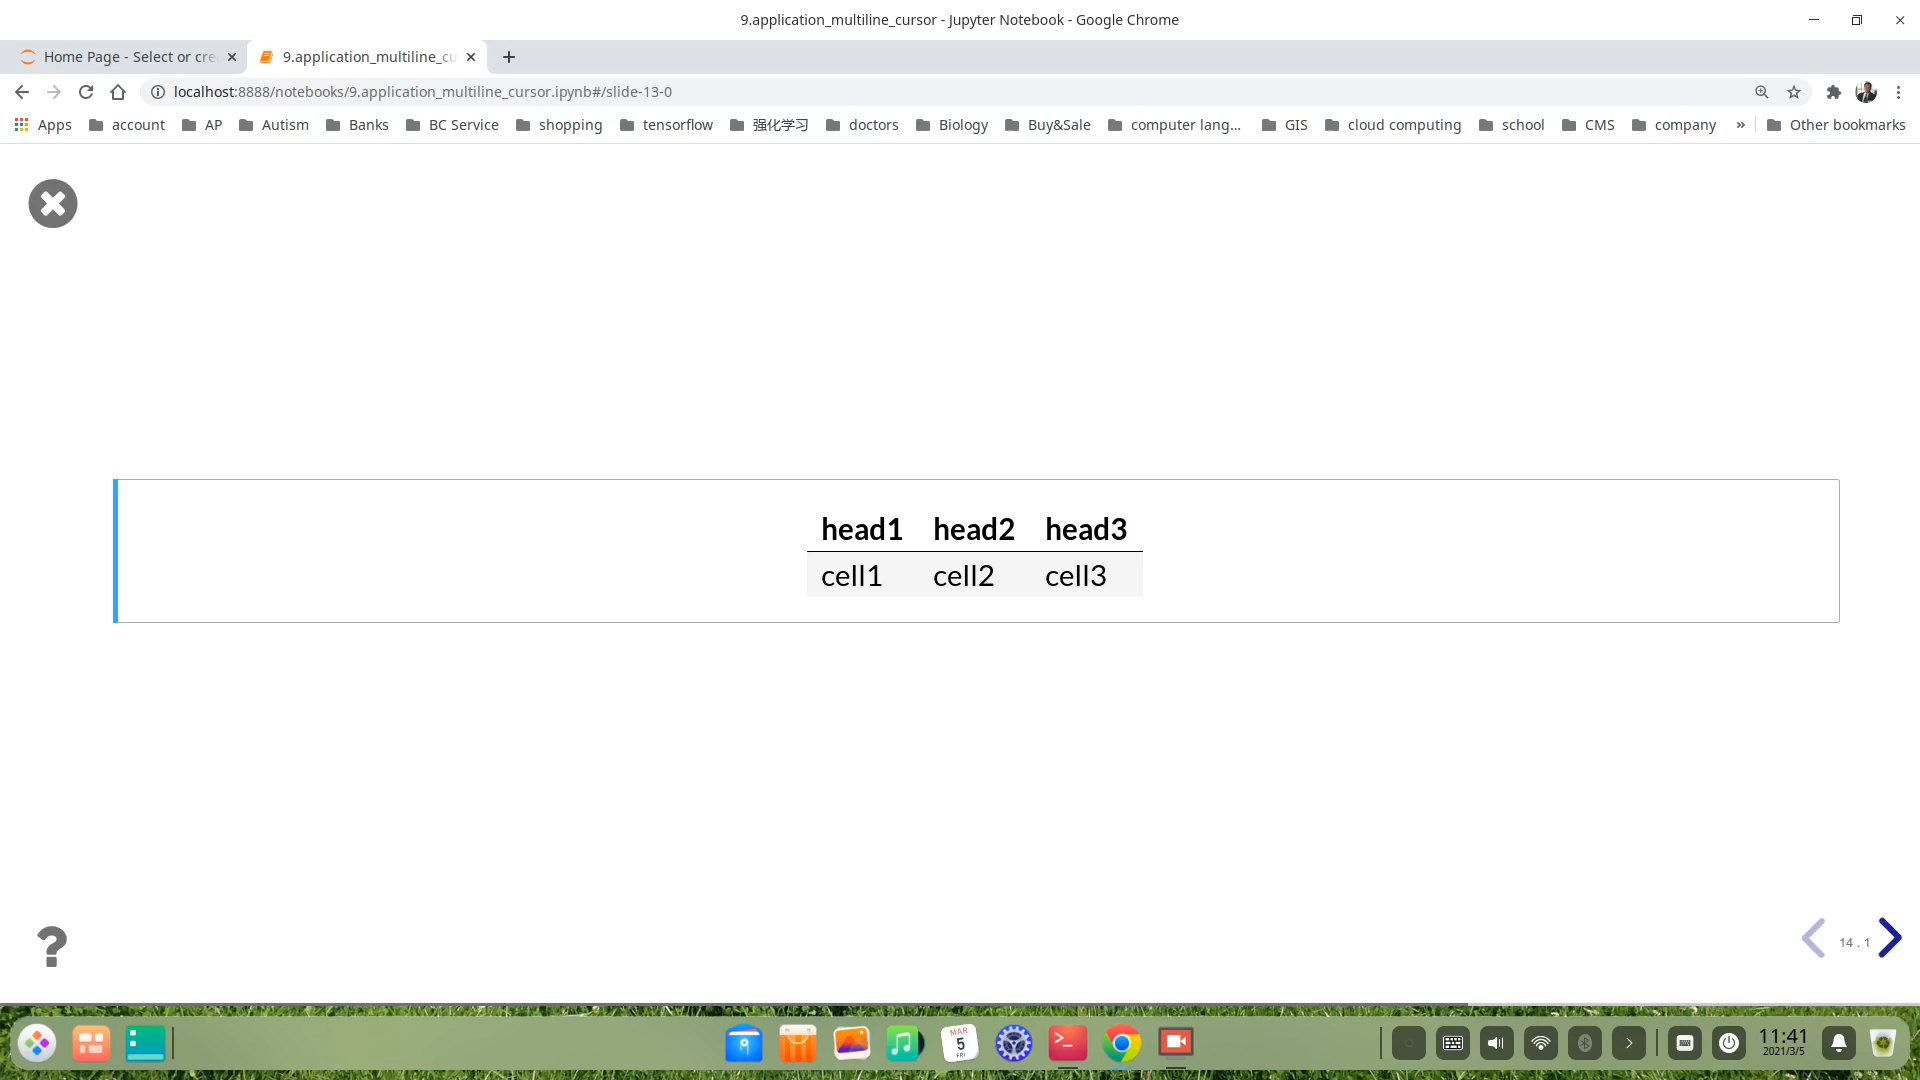 9.application_multiline_cursor - Jupyter Notebook - Google Chrome
Home Page - Select or cre
9.application_multiline_cu
localhost:8888/notebooks/9.application_multiline_cursor.ipynb#/slide-13-0
Apps account AP Autism Banks BC Service shopping tensorflow 强化学习 doctors Biology Buy&Sale computer lang... GIS cloud computing school CMS company » Other bookmarks
head1 head2 head3
cell1 cell2 cell3
?
14 . 1
MAR
5
FRI
11:41
2021/3/5